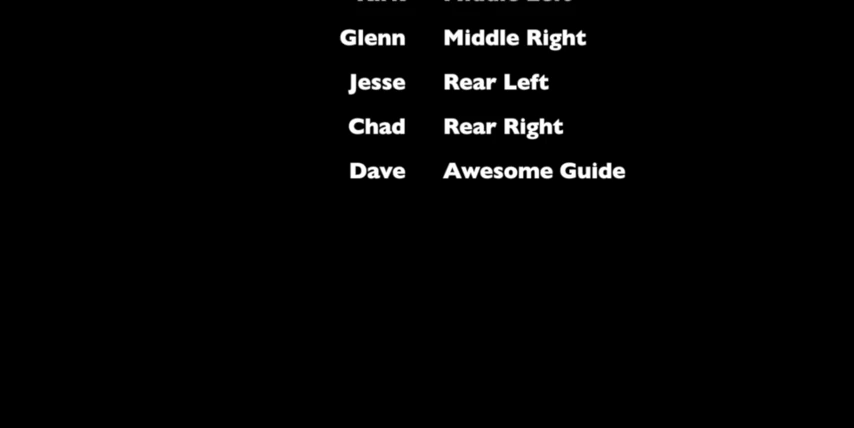 Glenn Middle Right
Jesse Rear Left
Chad Rear Right
Dave Awesome Guide